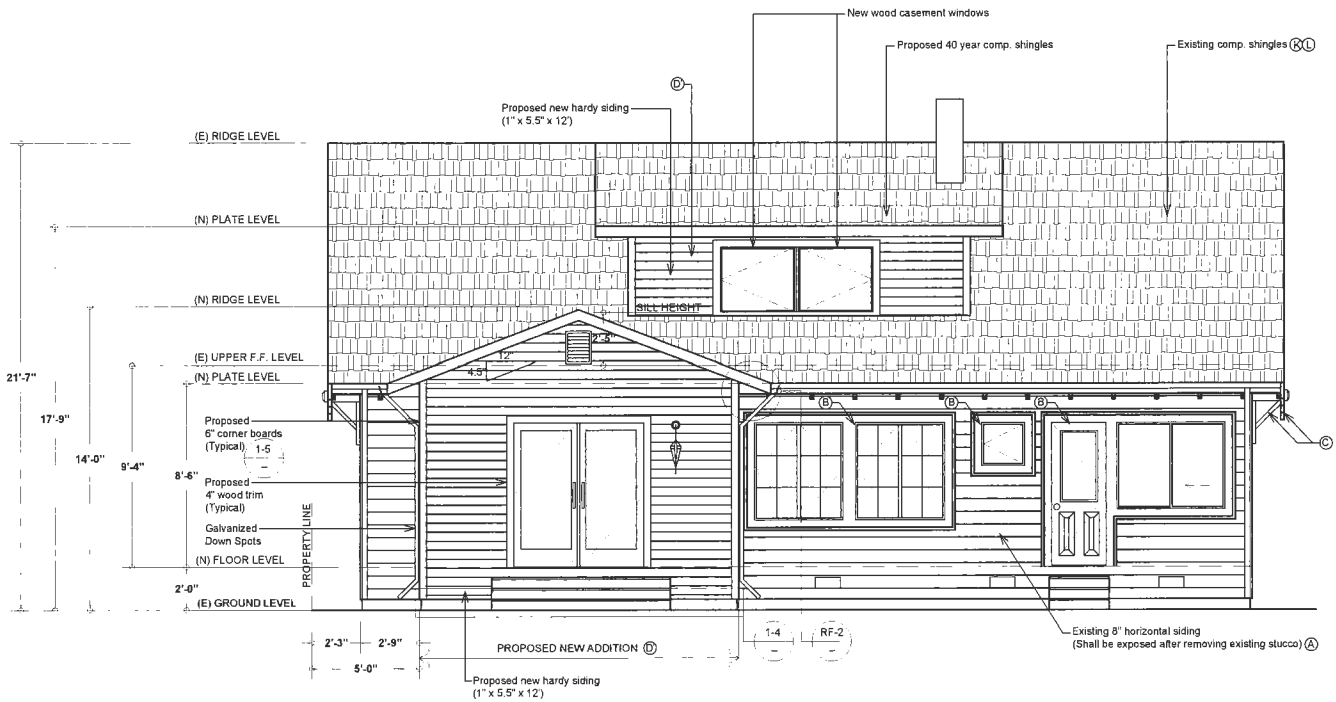 New wood casement windows
Proposed 40 year comp. shingles
Existing comp. shingles K L
D'
Proposed new hardy siding
(1" x 5.5" x 12')
(E) RIDGE LEVEL
(N) PLATE LEVEL
(N) RIDGE LEVEL
SILL HEIGHT
2'-5"
12"
4.5"
(E) UPPER F.F. LEVEL
(N) PLATE LEVEL
21'-7"
17'-9"
14'-0"
9'-4"
8'-6"
2'-0"
Proposed
6" corner boards
(Typical)
1-5
Proposed
4" wood trim
(Typical)
Galvanized
Down Spots
PROPERTY LINE
(N) FLOOR LEVEL
(E) GROUND LEVEL
B
B
B
C
2'-3"
2'-9"
5'-0"
PROPOSED NEW ADDITION D'
1-4
RF-2
Existing 8" horizontal siding
(Shall be exposed after removing existing stucco) A
Proposed new hardy siding
(1" x 5.5" x 12')